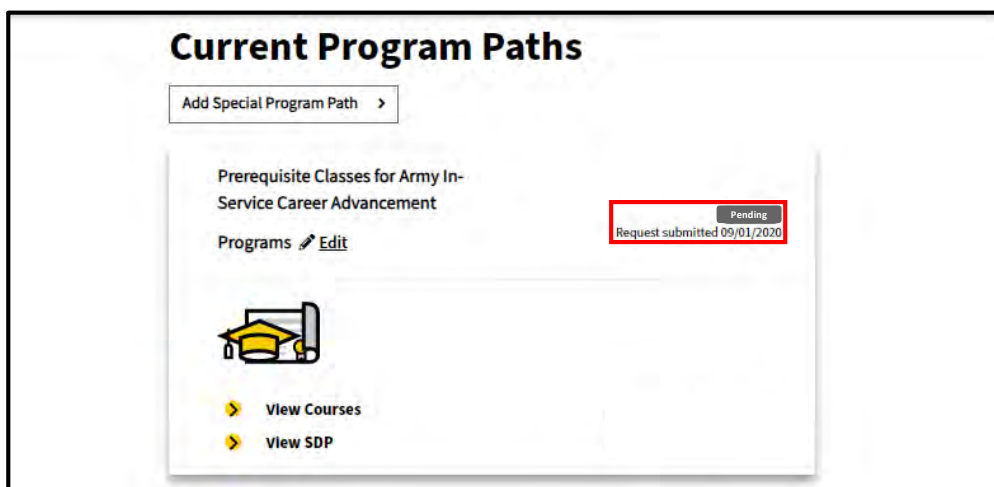 Current Program Paths
Add Special Program Path >
Prerequisite Classes for Army In-
Service Career Advancement
Programs Edit
Pending
Request submitted 09/01/2020
View Courses
View SDP